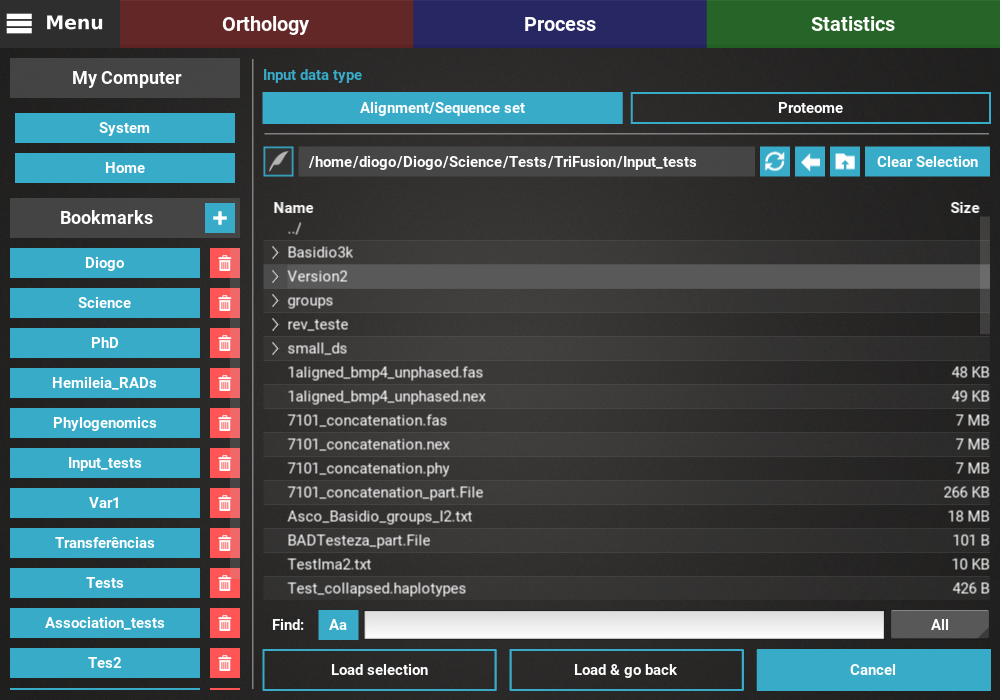 Menu
Orthology
Process
Statistics
My Computer
System
Home
Bookmarks
Diogo
Science
PhD
Hemileia_RADs
Phylogenomics
Input_tests
Var1
Transferências
Tests
Association_tests
Tes2
Input data type
Alignment/Sequence set
Proteome
/home/diogo/Diogo/Science/Tests/TriFusion/Input_tests
Clear Selection
Name Size
../
Basidio3k
Version2
groups
rev_teste
small_ds
1aligned_bmp4_unphased.fas 48 KB
1aligned_bmp4_unphased.nex 49 KB
7101_concatenation.fas 7 MB
7101_concatenation.nex 7 MB
7101_concatenation.phy 7 MB
7101_concatenation_part.File 266 KB
Asco_Basidio_groups_I2.txt 18 MB
BADTesteza_part.File 101 B
TestIma2.txt 10 KB
Test_collapsed.haplotypes 426 B
Find: Aa All
Load selection
Load & go back
Cancel